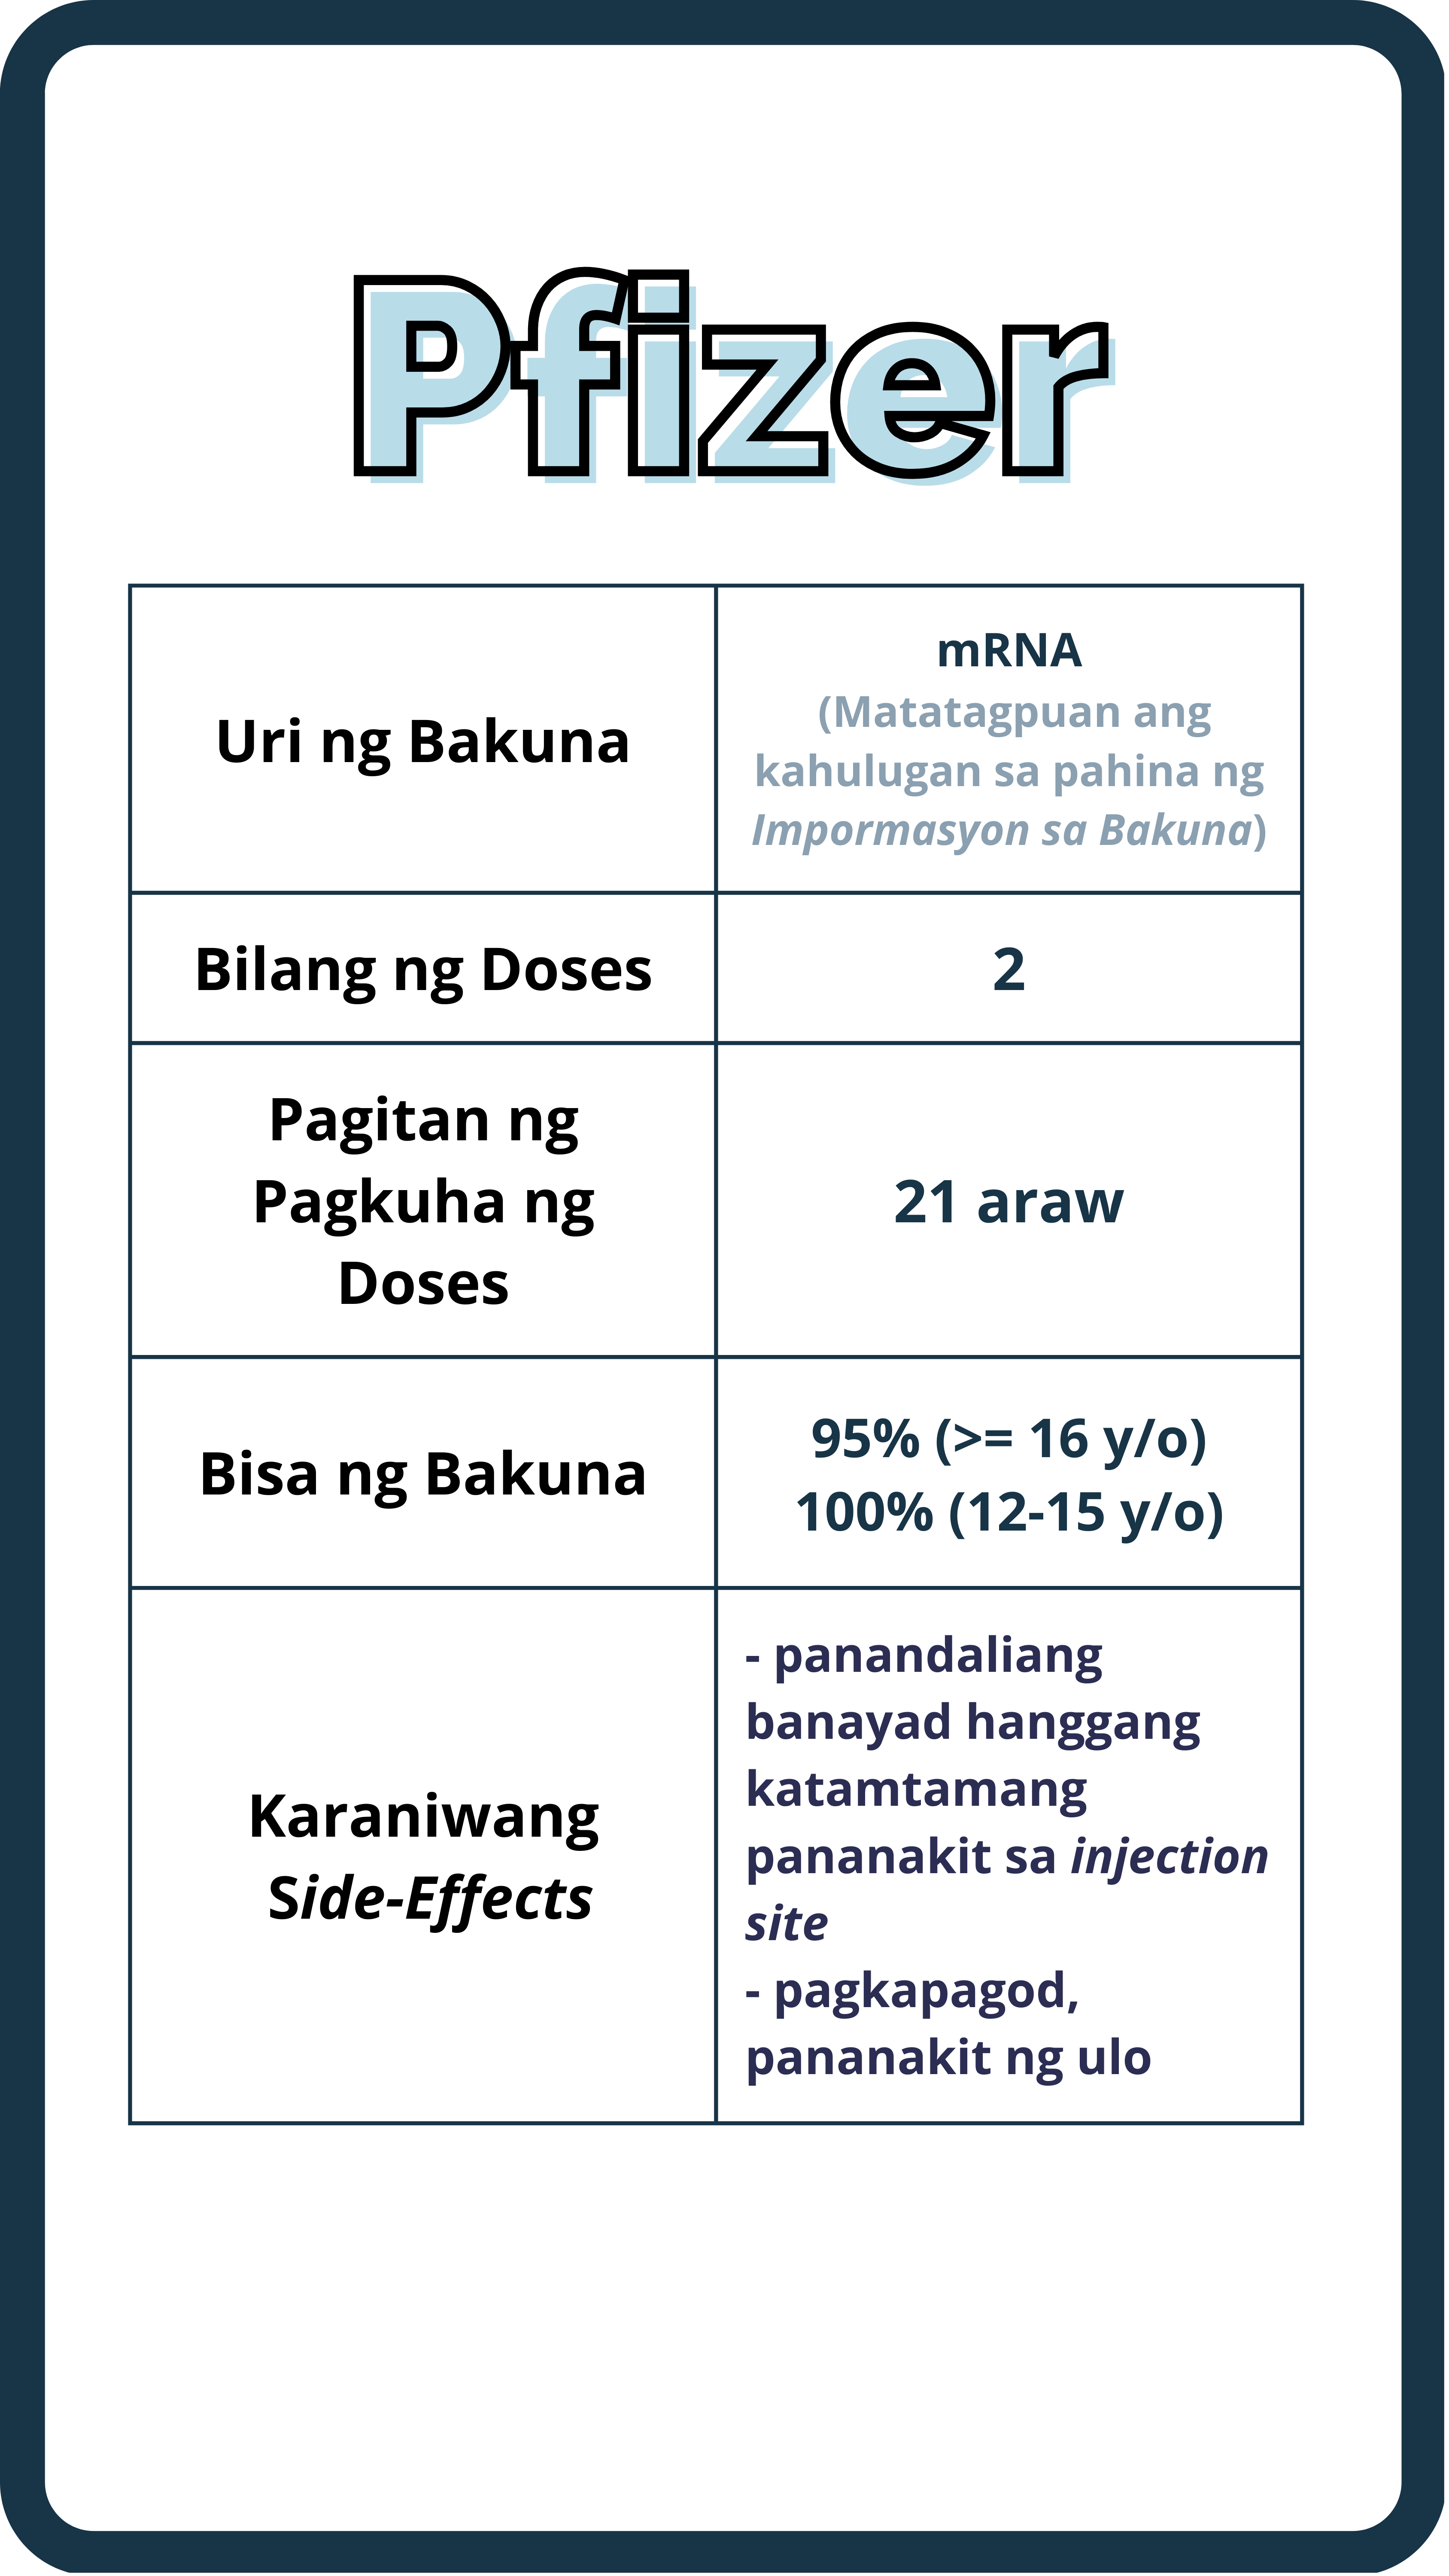 Pfizer
Uri ng Bakuna
mRNA
(Matatagpuan ang
kahulugan sa pahina ng
Impormasyon sa Bakuna)
Bilang ng Doses
2
Pagitan ng
Pagkuha ng
Doses
21 araw
Bisa ng Bakuna
95% (>= 16 y/o)
100% (12-15 y/o)
Karaniwang
Side-Effects
- panandaliang
banayad hanggang
katamtamang
pananakit sa injection
site
- pagkapagod,
pananakit ng ulo